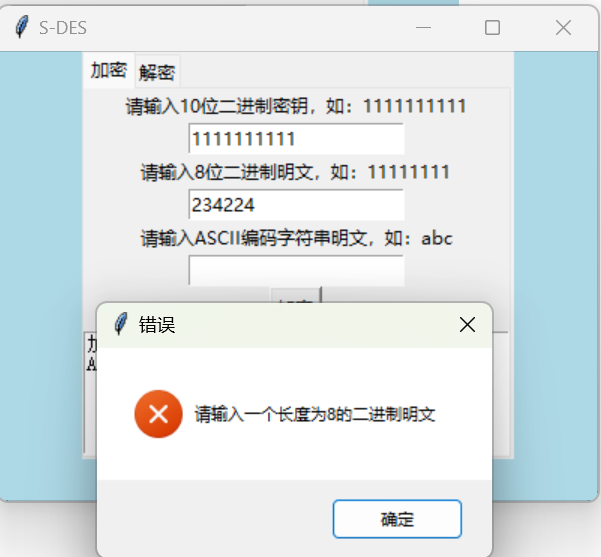 S-DES
加密 解密
请输入10位二进制密钥，如：1111111111
1111111111
请输入8位二进制明文，如：11111111
234224
请输入ASCII编码字符串明文，如：abc
错误
请输入一个长度为8的二进制明文
确定